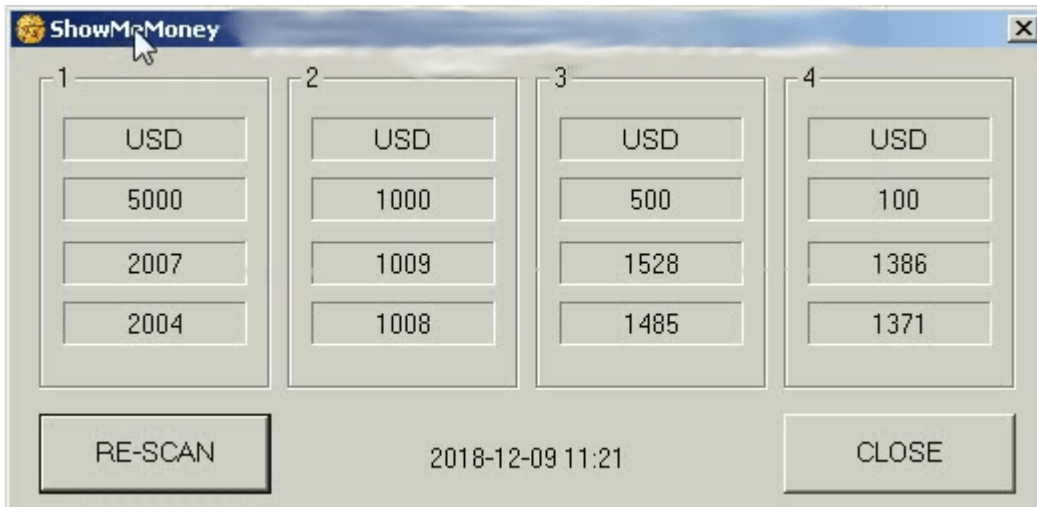 ShowMeMoney
1 2 3 4
USD USD USD USD
5000 1000 500 100
2007 1009 1528 1386
2004 1008 1485 1371
RE-SCAN 2018-12-09 11:21 CLOSE